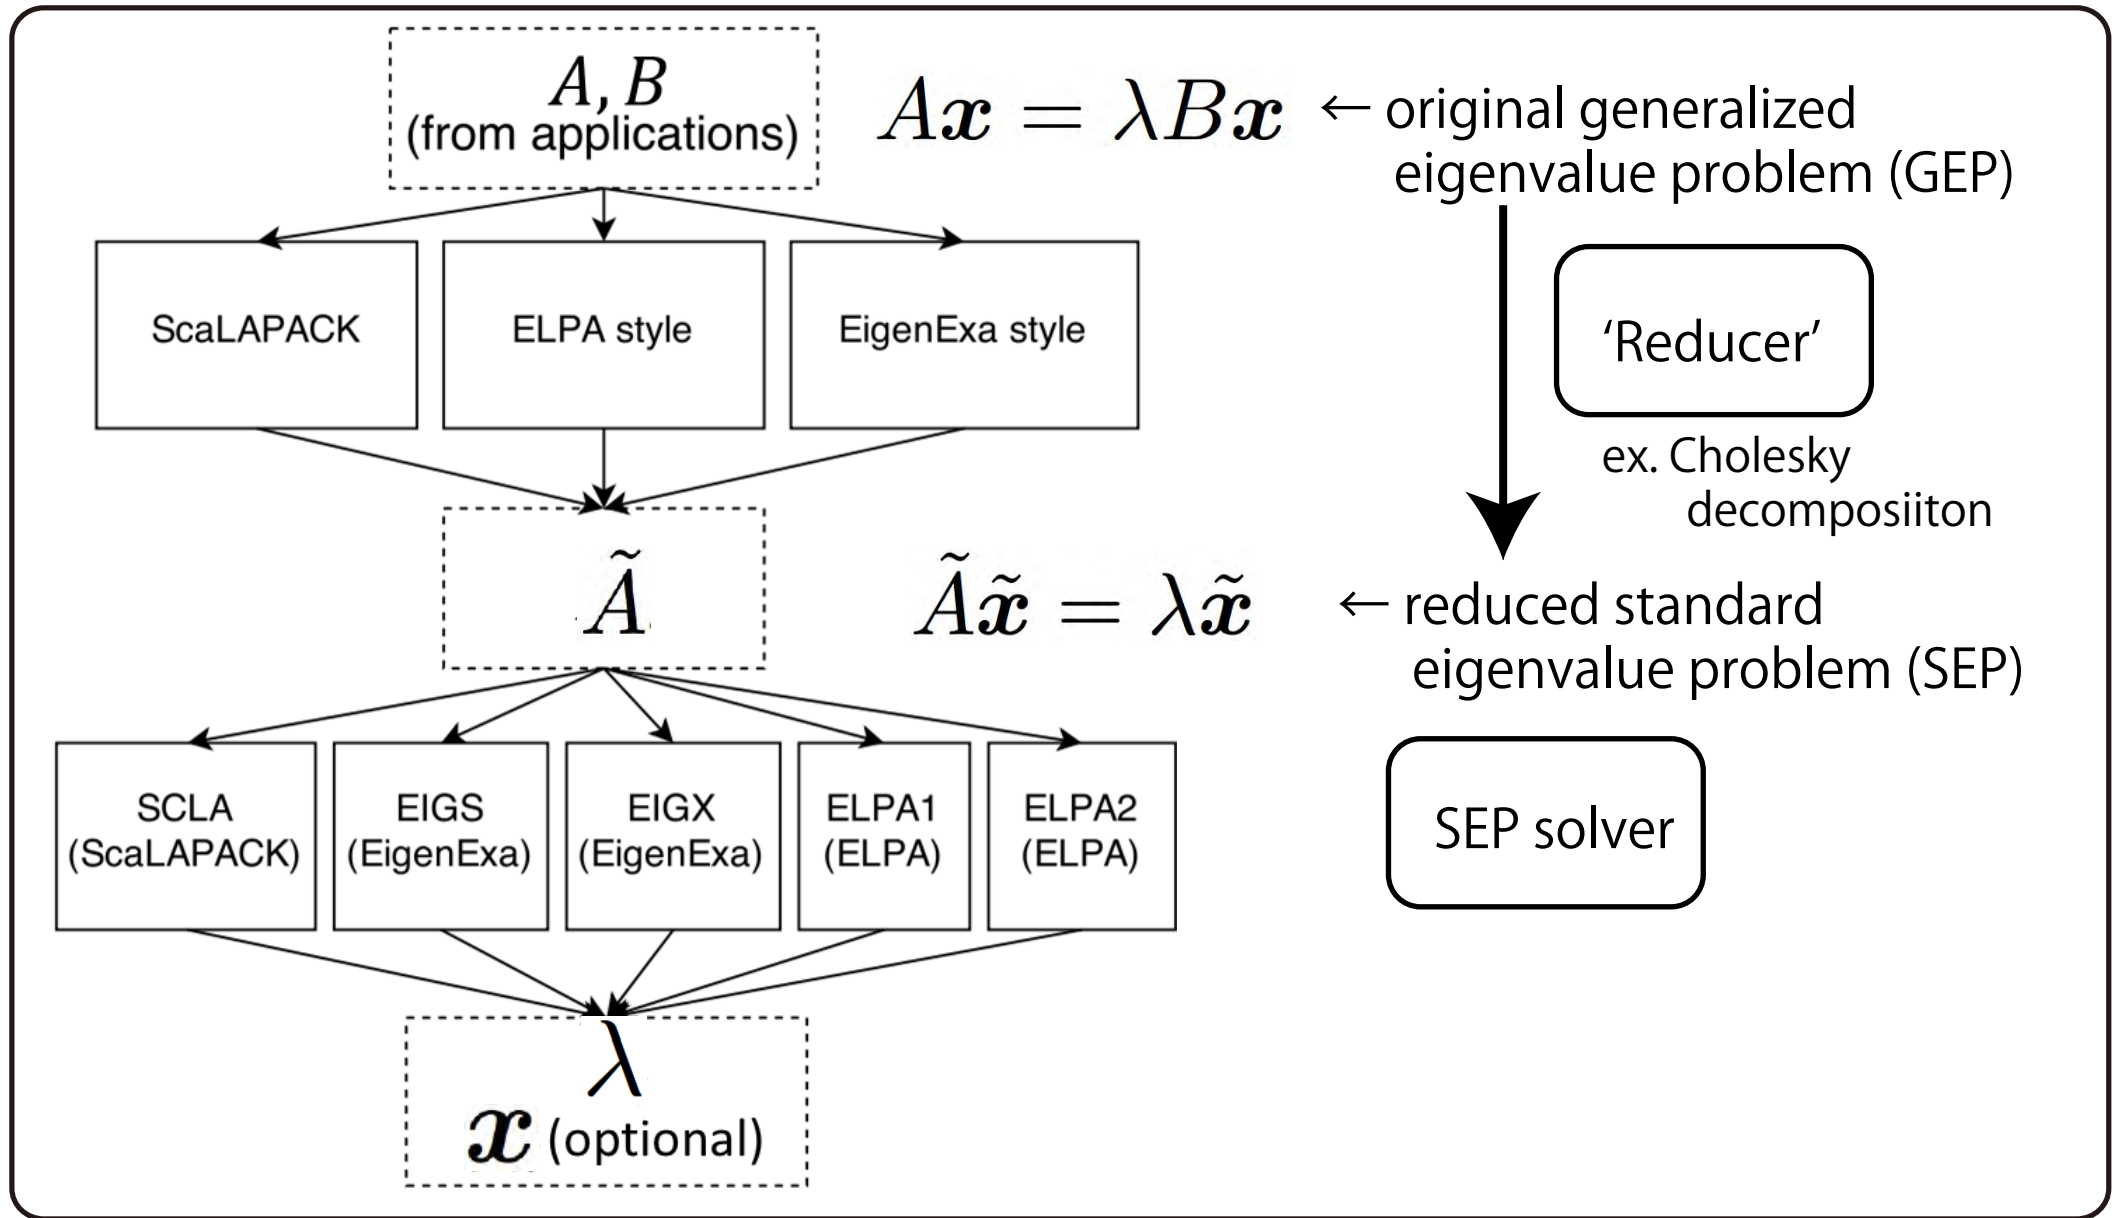 A, B
(from applications)
Ax = λBx
← original generalized
eigenvalue problem (GEP)
ScaLAPACK
ELPA style
EigenExa style
‘Reducer’
ex. Cholesky
decomposiiton
Ã
Ãx̃ = λx̃
← reduced standard
eigenvalue problem (SEP)
SCLA
(ScaLAPACK)
EIGS
(EigenExa)
EIGX
(EigenExa)
ELPA1
(ELPA)
ELPA2
(ELPA)
SEP solver
λ
x (optional)